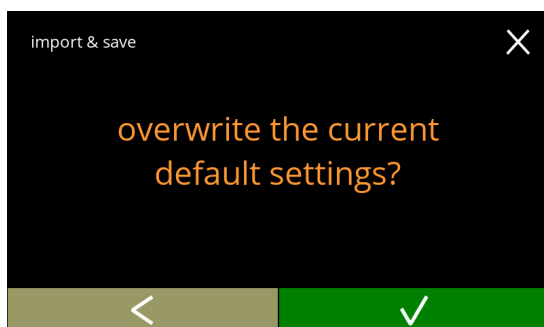 import & save
overwrite the current
default settings?